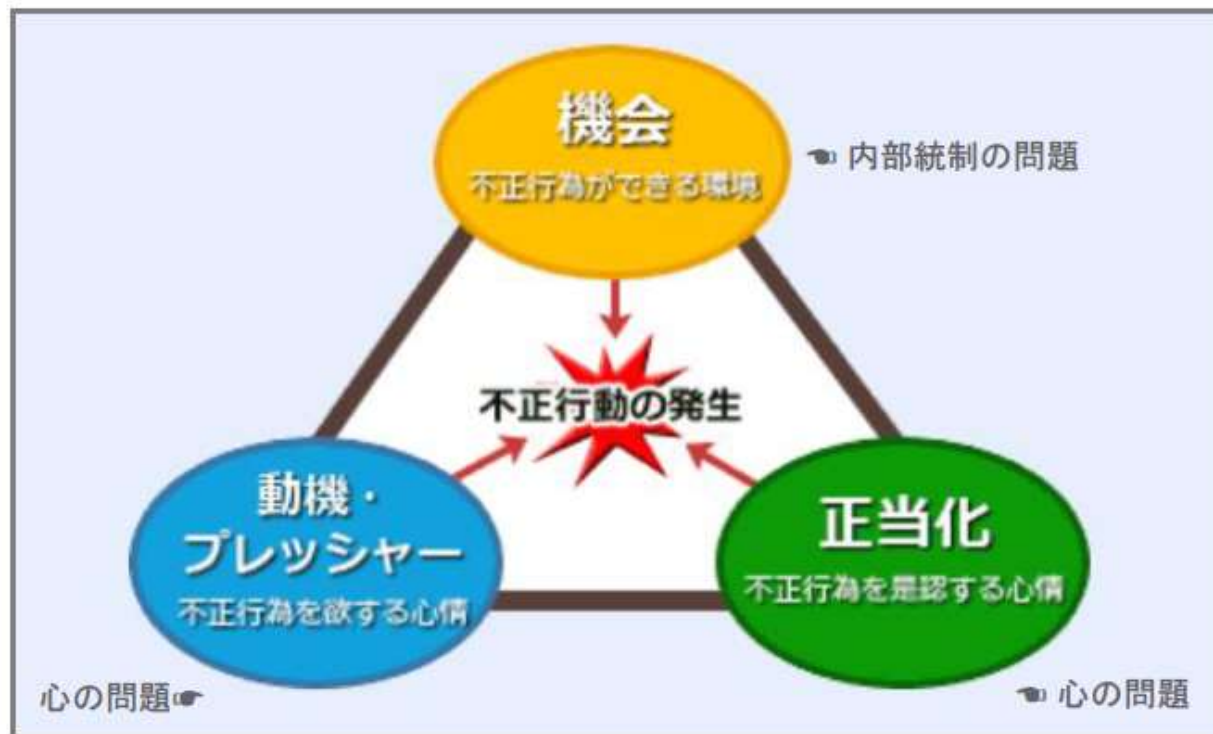 機会
不正行為ができる環境
☚ 内部統制の問題
不正行動の発生
動機・
プレッシャー
不正行為を欲する心情
正当化
不正行為を是認する心情
心の問題☛
☚ 心の問題